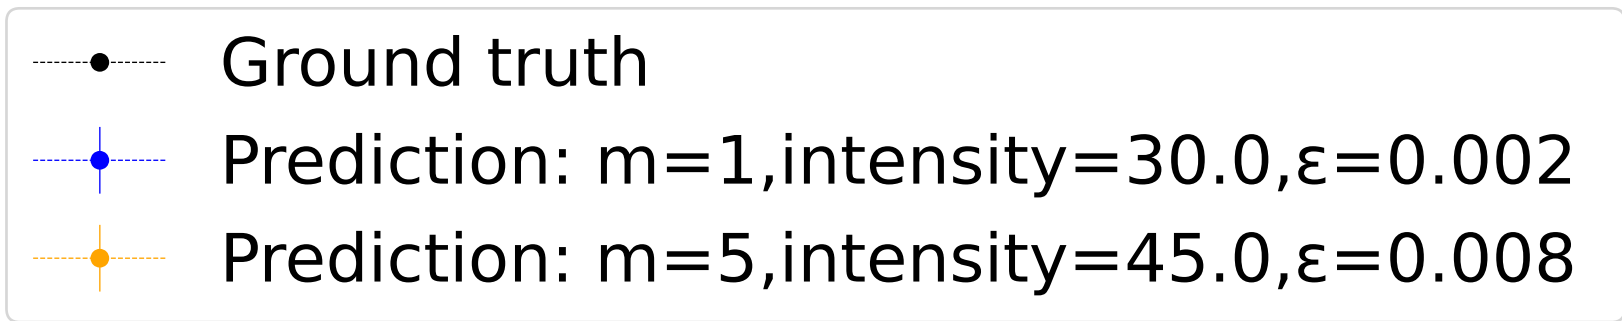 Ground truth
Prediction: m=1,intensity=30.0,ε=0.002
Prediction: m=5,intensity=45.0,ε=0.008